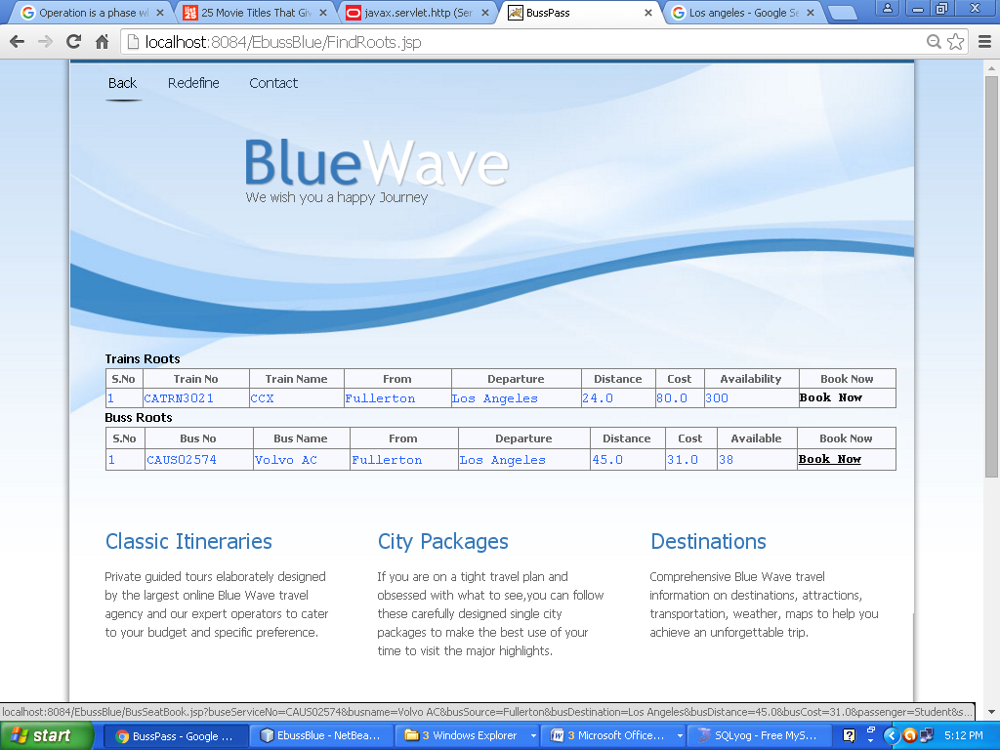 Operation is a phase wh
25 Movie Titles That Giv
javax.servlet.http (Ser
BussPass
Los angeles - Google Se
localhost:8084/EbussBlue/FindRoots.jsp
Back Redefine Contact
BlueWave
We wish you a happy Journey
Trains Roots
S.No Train No Train Name From Departure Distance Cost Availability Book Now
1 CATRN3021 CCX Fullerton Los Angeles 24.0 80.0 300 Book Now
Buss Roots
S.No Bus No Bus Name From Departure Distance Cost Available Book Now
1 CAUS02574 Volvo AC Fullerton Los Angeles 45.0 31.0 38 Book Now
Classic Itineraries
Private guided tours elaborately designed
by the largest online Blue Wave travel
agency and our expert operators to cater
to your budget and specific preference.
City Packages
If you are on a tight travel plan and
obsessed with what to see,you can follow
these carefully designed single city
packages to make the best use of your
time to visit the major highlights.
Destinations
Comprehensive Blue Wave travel
information on destinations, attractions,
transportation, weather, maps to help you
achieve an unforgettable trip.
localhost:8084/EbussBlue/BusSeatBook.jsp?buseServiceNo=CAUS02574&busname=Volvo AC&busSource=Fullerton&busDestination=Los Angeles&busDistance=45.0&busCost=31.0&passenger=Student&s...
start BussPass - Google ... EbussBlue - NetBea... 3 Windows Explorer 3 Microsoft Office... SQLyog - Free MyS... 5:12 PM